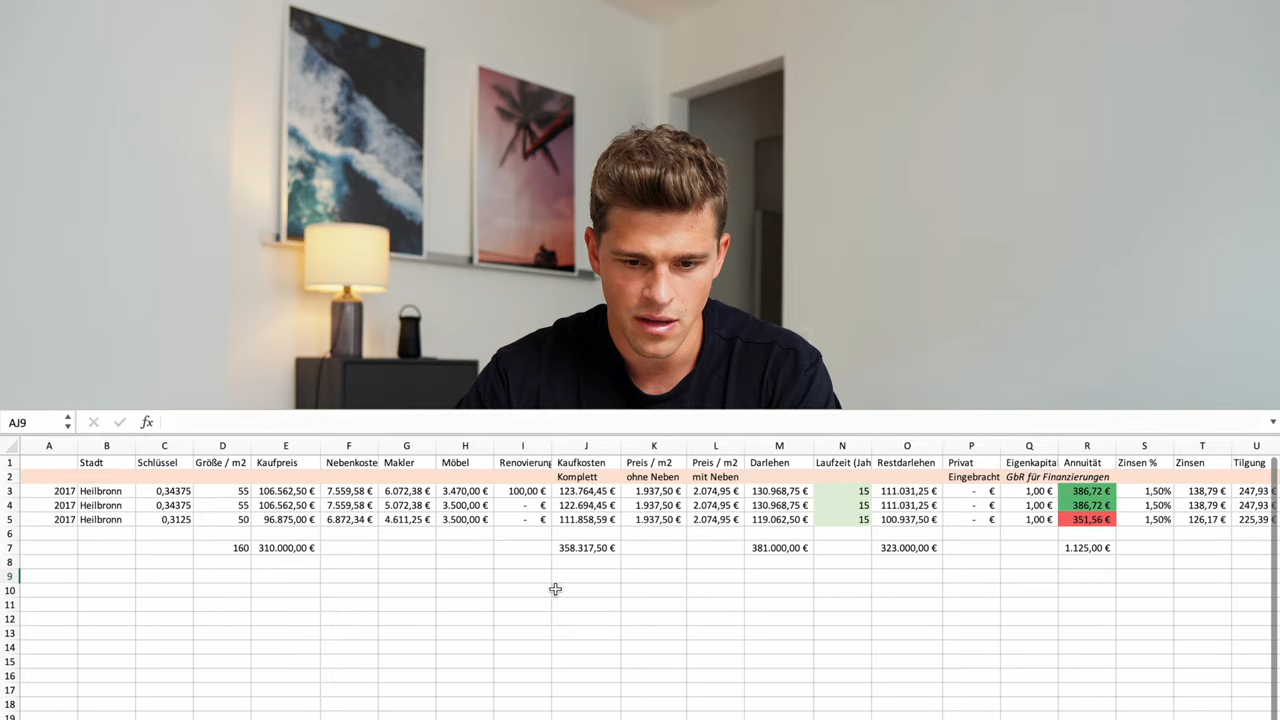 AJ9 fx
A B C D E F G H I J K L M N O P Q R S T U
1 Stadt Schlüssel Größe / m2 Kaufpreis Nebenkoste Makler Möbel Renovierung Kaufkosten Preis / m2 Preis / m2 Darlehen Laufzeit (Jah Restdarlehen Privat Eigenkapita Annuität Zinsen % Zinsen Tilgung
2 Komplett ohne Neben mit Neben Eingebracht GbR für Finanzierungen
3 2017 Heilbronn 0,34375 55 106.562,50 € 7.559,58 € 6.072,38 € 3.470,00 € 100,00 € 123.764,45 € 1.937,50 € 2.074,95 € 130.968,75 € 15 111.031,25 € - € 1,00 € 386,72 € 1,50% 138,79 € 247,93 €
4 2017 Heilbronn 0,34375 55 106.562,50 € 7.559,58 € 5.072,38 € 3.500,00 € - € 122.694,45 € 1.937,50 € 2.074,95 € 130.968,75 € 15 111.031,25 € - € 1,00 € 386,72 € 1,50% 138,79 € 247,93 €
5 2017 Heilbronn 0,3125 50 96.875,00 € 6.872,34 € 4.611,25 € 3.500,00 € - € 111.858,59 € 1.937,50 € 2.074,95 € 119.062,50 € 15 100.937,50 € - € 1,00 € 351,56 € 1,50% 126,17 € 225,39 €
6
7 160 310.000,00 € 358.317,50 € 381.000,00 € 323.000,00 € 1.125,00 €
8
9
10
11
12
13
14
15
16
17
18
19